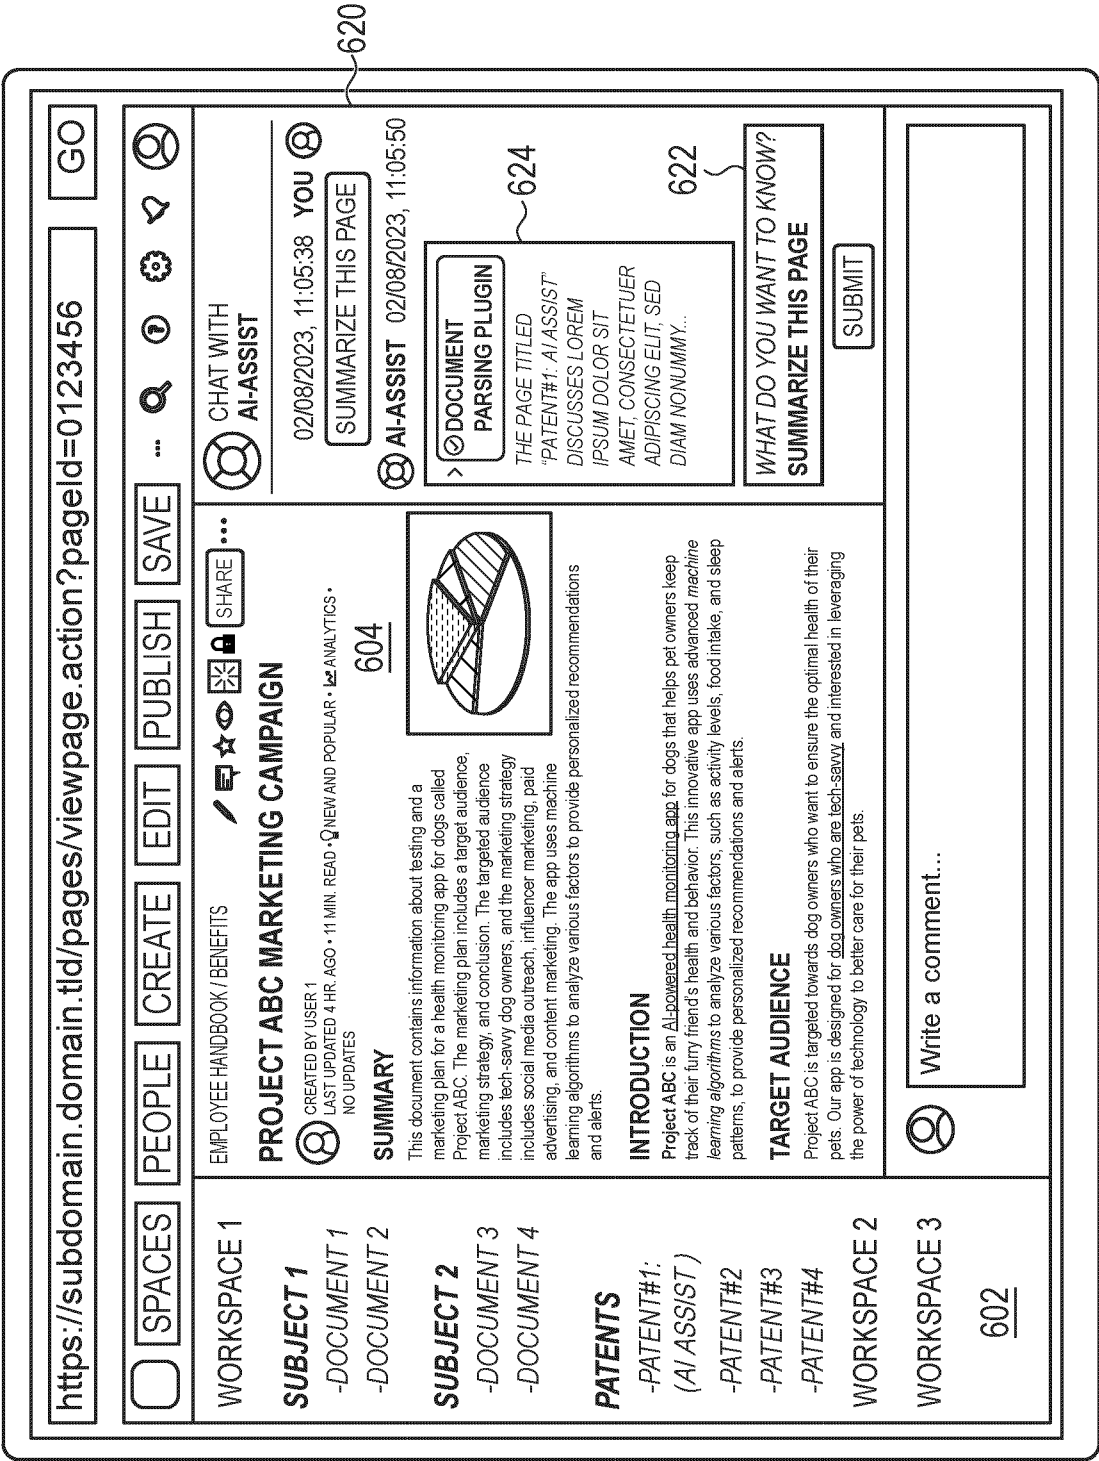 https://subdomain.domain.tld/pages/viewpage.action?pageId=0123456
GO
SPACES
PEOPLE
CREATE
EDIT
PUBLISH
SAVE
...
?
WORKSPACE 1
SUBJECT 1
-DOCUMENT 1
-DOCUMENT 2
SUBJECT 2
-DOCUMENT 3
-DOCUMENT 4
PATENTS
-PATENT#1:
(AI ASSIST )
-PATENT#2
-PATENT#3
-PATENT#4
WORKSPACE 2
WORKSPACE 3
602
EMPLOYEE HANDBOOK / BENEFITS
SHARE
...
PROJECT ABC MARKETING CAMPAIGN
CREATED BY USER 1
LAST UPDATED 4 HR. AGO • 11 MIN. READ • NEW AND POPULAR • ANALYTICS •
NO UPDATES
604
SUMMARY
This document contains information about testing and a
marketing plan for a health monitoring app for dogs called
Project ABC. The marketing plan includes a target audience,
marketing strategy, and conclusion. The targeted audience
includes tech-savvy dog owners, and the marketing strategy
includes social media outreach, influencer marketing, paid
advertising, and content marketing. The app uses machine
learning algorithms to analyze various factors to provide personalized recommendations
and alerts.
INTRODUCTION
Project ABC is an AI-powered health monitoring app for dogs that helps pet owners keep
track of their furry friend's health and behavior. This innovative app uses advanced machine
learning algorithms to analyze various factors, such as activity levels, food intake, and sleep
patterns, to provide personalized recommendations and alerts.
TARGET AUDIENCE
Project ABC is targeted towards dog owners who want to ensure the optimal health of their
pets. Our app is designed for dog owners who are tech-savvy and interested in leveraging
the power of technology to better care for their pets.
CHAT WITH
AI-ASSIST
620
02/08/2023, 11:05:38 YOU
SUMMARIZE THIS PAGE
AI-ASSIST 02/08/2023, 11:05:50
624
> DOCUMENT
PARSING PLUGIN
THE PAGE TITLED
"PATENT#1: AI ASSIST"
DISCUSSES LOREM
IPSUM DOLOR SIT
AMET, CONSECTETUER
ADIPISCING ELIT, SED
DIAM NONUMMY...
622
WHAT DO YOU WANT TO KNOW?
SUMMARIZE THIS PAGE
SUBMIT
Write a comment...